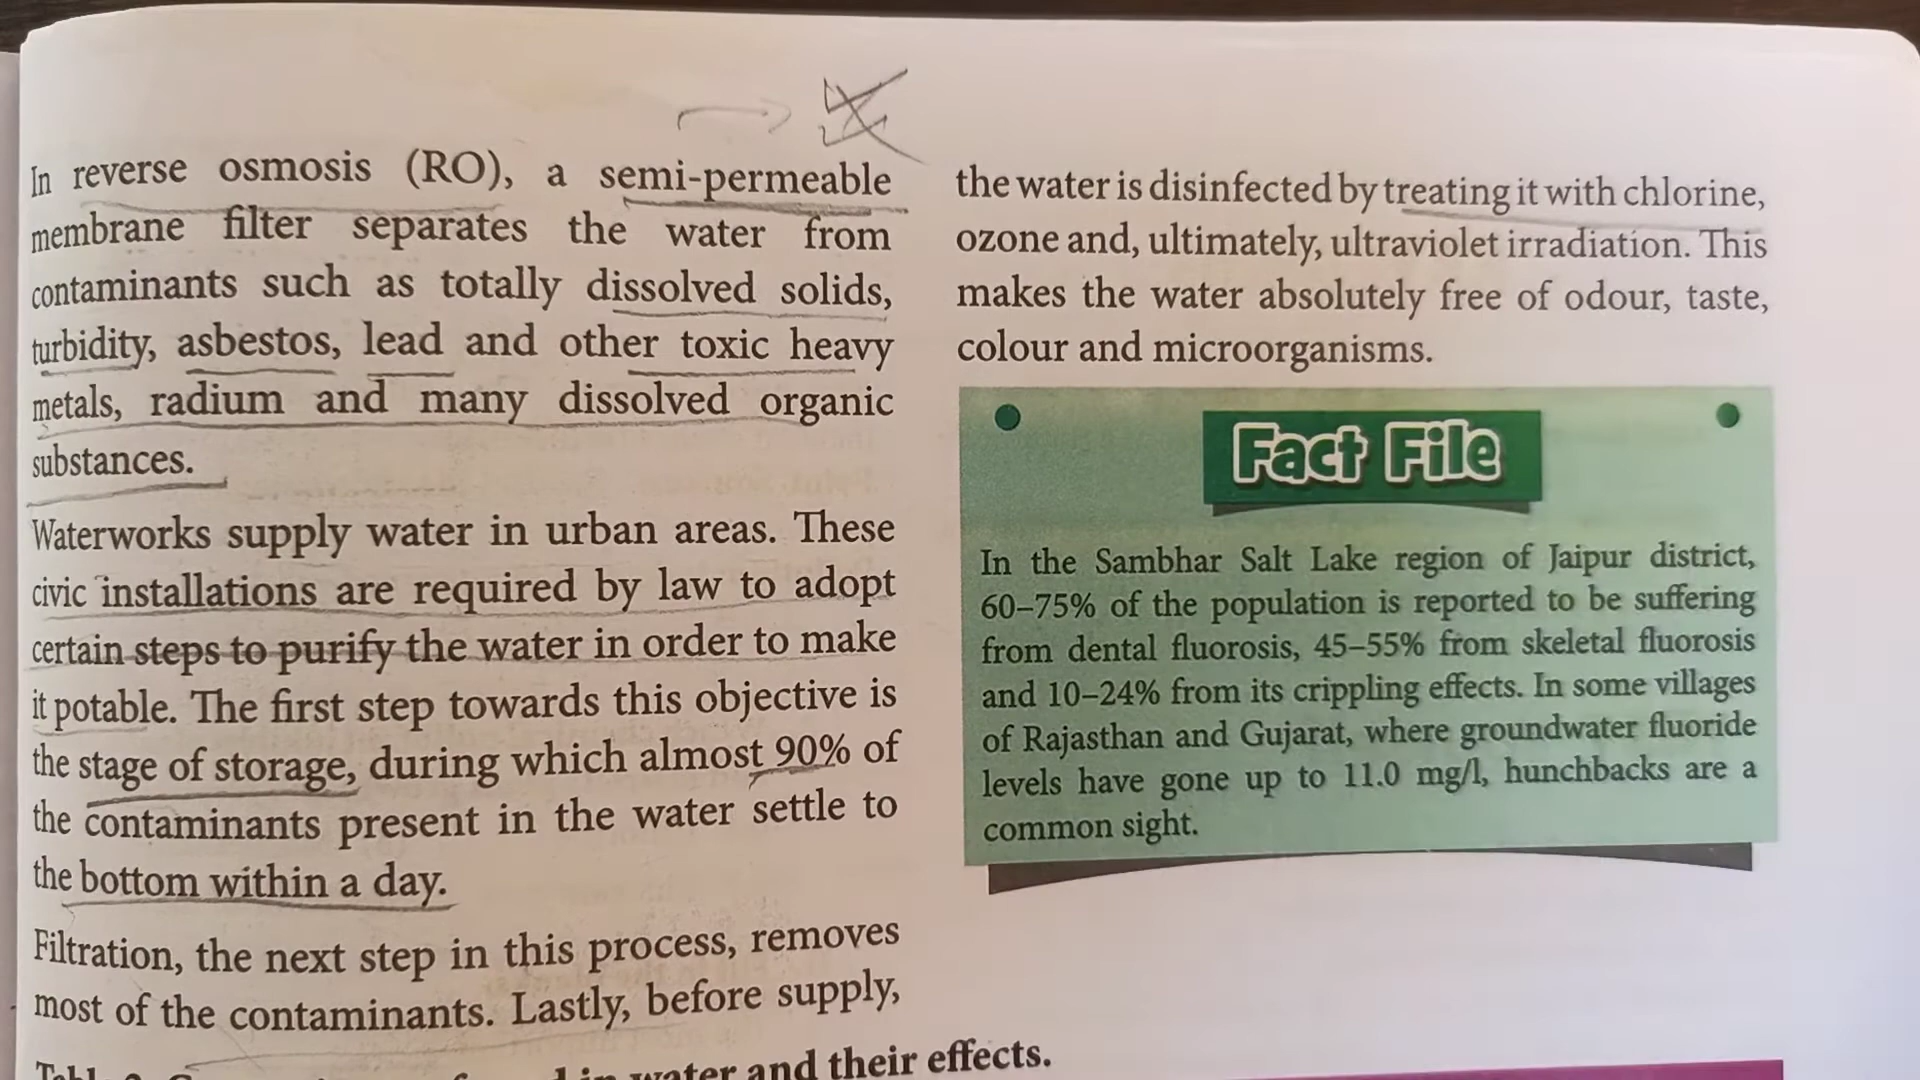 In reverse osmosis (RO), a semi-permeable
membrane filter separates the water from
contaminants such as totally dissolved solids,
turbidity, asbestos, lead and other toxic heavy
metals, radium and many dissolved organic
substances.
Waterworks supply water in urban areas. These
civic installations are required by law to adopt
certain steps to purify the water in order to make
it potable. The first step towards this objective is
the stage of storage, during which almost 90% of
the contaminants present in the water settle to
the bottom within a day.
Filtration, the next step in this process, removes
most of the contaminants. Lastly, before supply,
the water is disinfected by treating it with chlorine,
ozone and, ultimately, ultraviolet irradiation. This
makes the water absolutely free of odour, taste,
colour and microorganisms.
Fact File
In the Sambhar Salt Lake region of Jaipur district,
60–75% of the population is reported to be suffering
from dental fluorosis, 45–55% from skeletal fluorosis
and 10–24% from its crippling effects. In some villages
of Rajasthan and Gujarat, where groundwater fluoride
levels have gone up to 11.0 mg/l, hunchbacks are a
common sight.
in water and their effects.